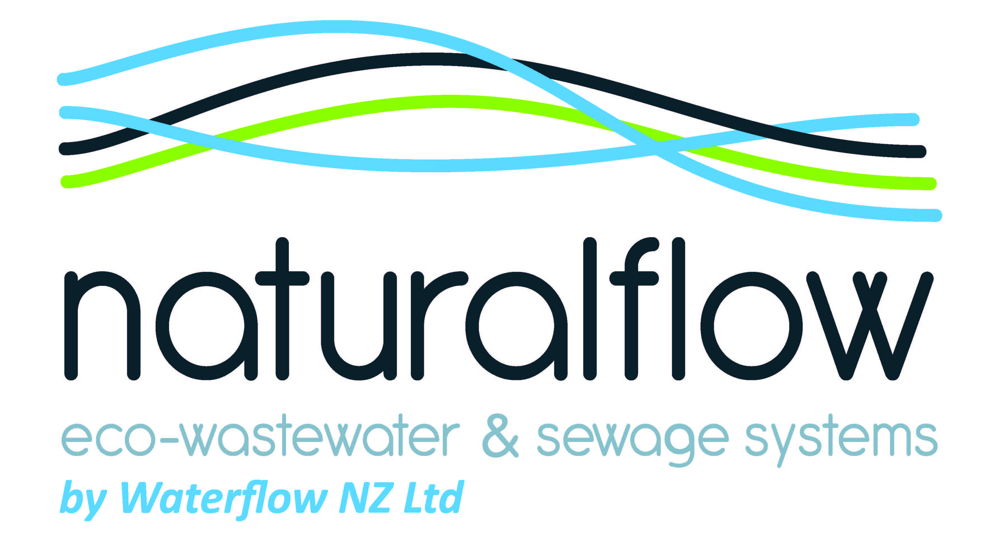 naturalflow
eco-wastewater & sewage systems
by Waterflow NZ Ltd